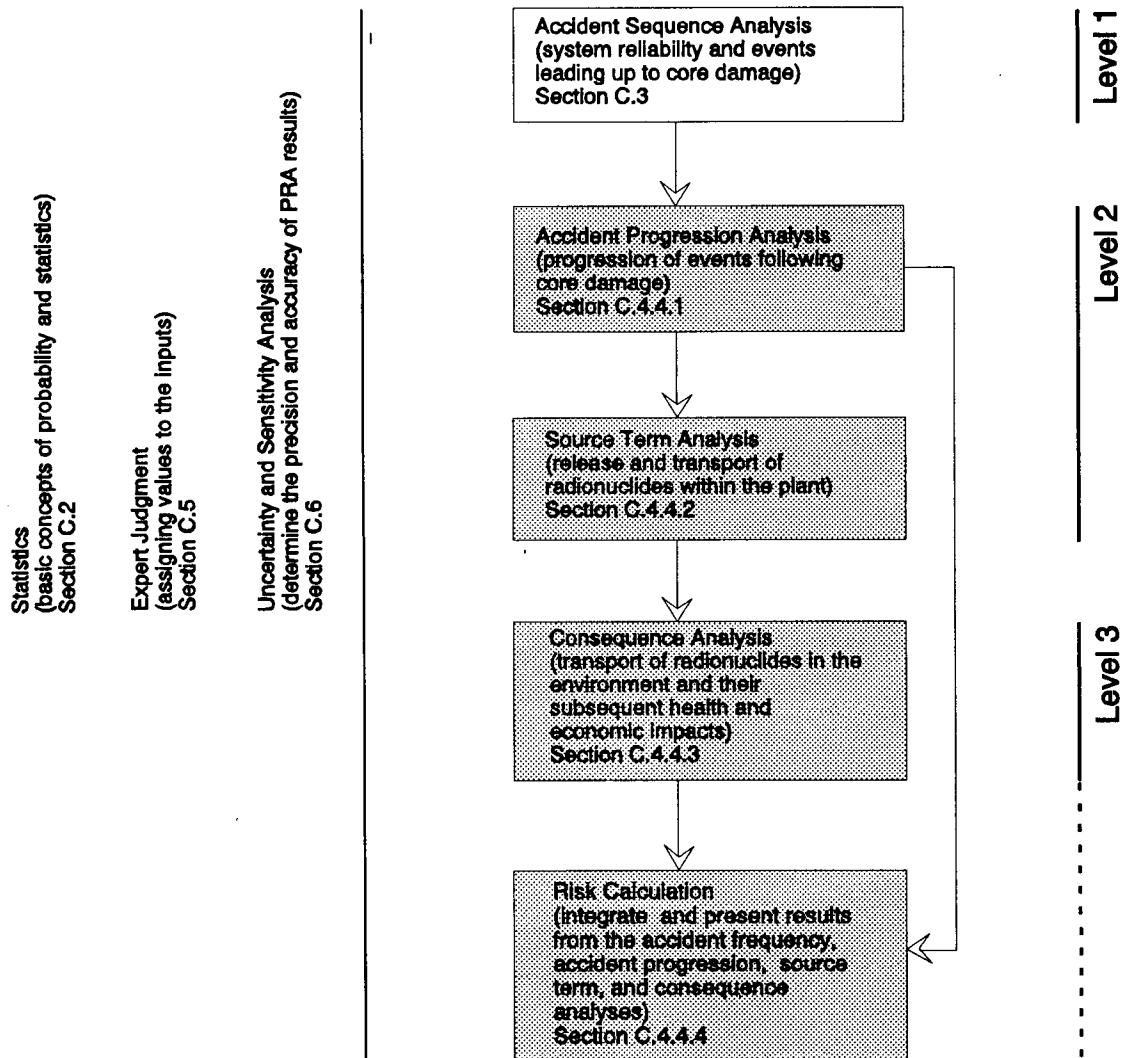 Statistics
(basic concepts of probability and statistics)
Section C.2
Expert Judgment
(assigning values to the inputs)
Section C.5
Uncertainty and Sensitivity Analysis
(determine the precision and accuracy of PRA results)
Section C.6
Accident Sequence Analysis
(system reliability and events
leading up to core damage)
Section C.3
Level 1
Accident Progression Analysis
(progression of events following
core damage)
Section C.4.4.1
Level 2
Source Term Analysis
(release and transport of
radionuclides within the plant)
Section C.4.4.2
Consequence Analysis
(transport of radionuclides in the
environment and their
subsequent health and
economic impacts)
Section C.4.4.3
Level 3
Risk Calculation
(integrate and present results
from the accident frequency,
accident progression, source
term, and consequence
analyses)
Section C.4.4.4